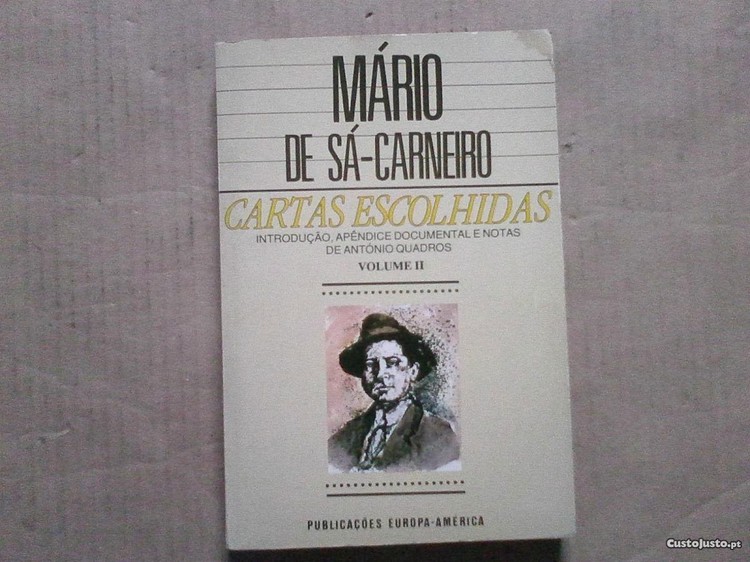 MÁRIO
DE SÁ-CARNEIRO
CARTAS ESCOLHIDAS
INTRODUÇÃO, APÊNDICE DOCUMENTAL E NOTAS
DE ANTÓNIO QUADROS
VOLUME II
PUBLICAÇÕES EUROPA-AMÉRICA
CustoJusto.pt